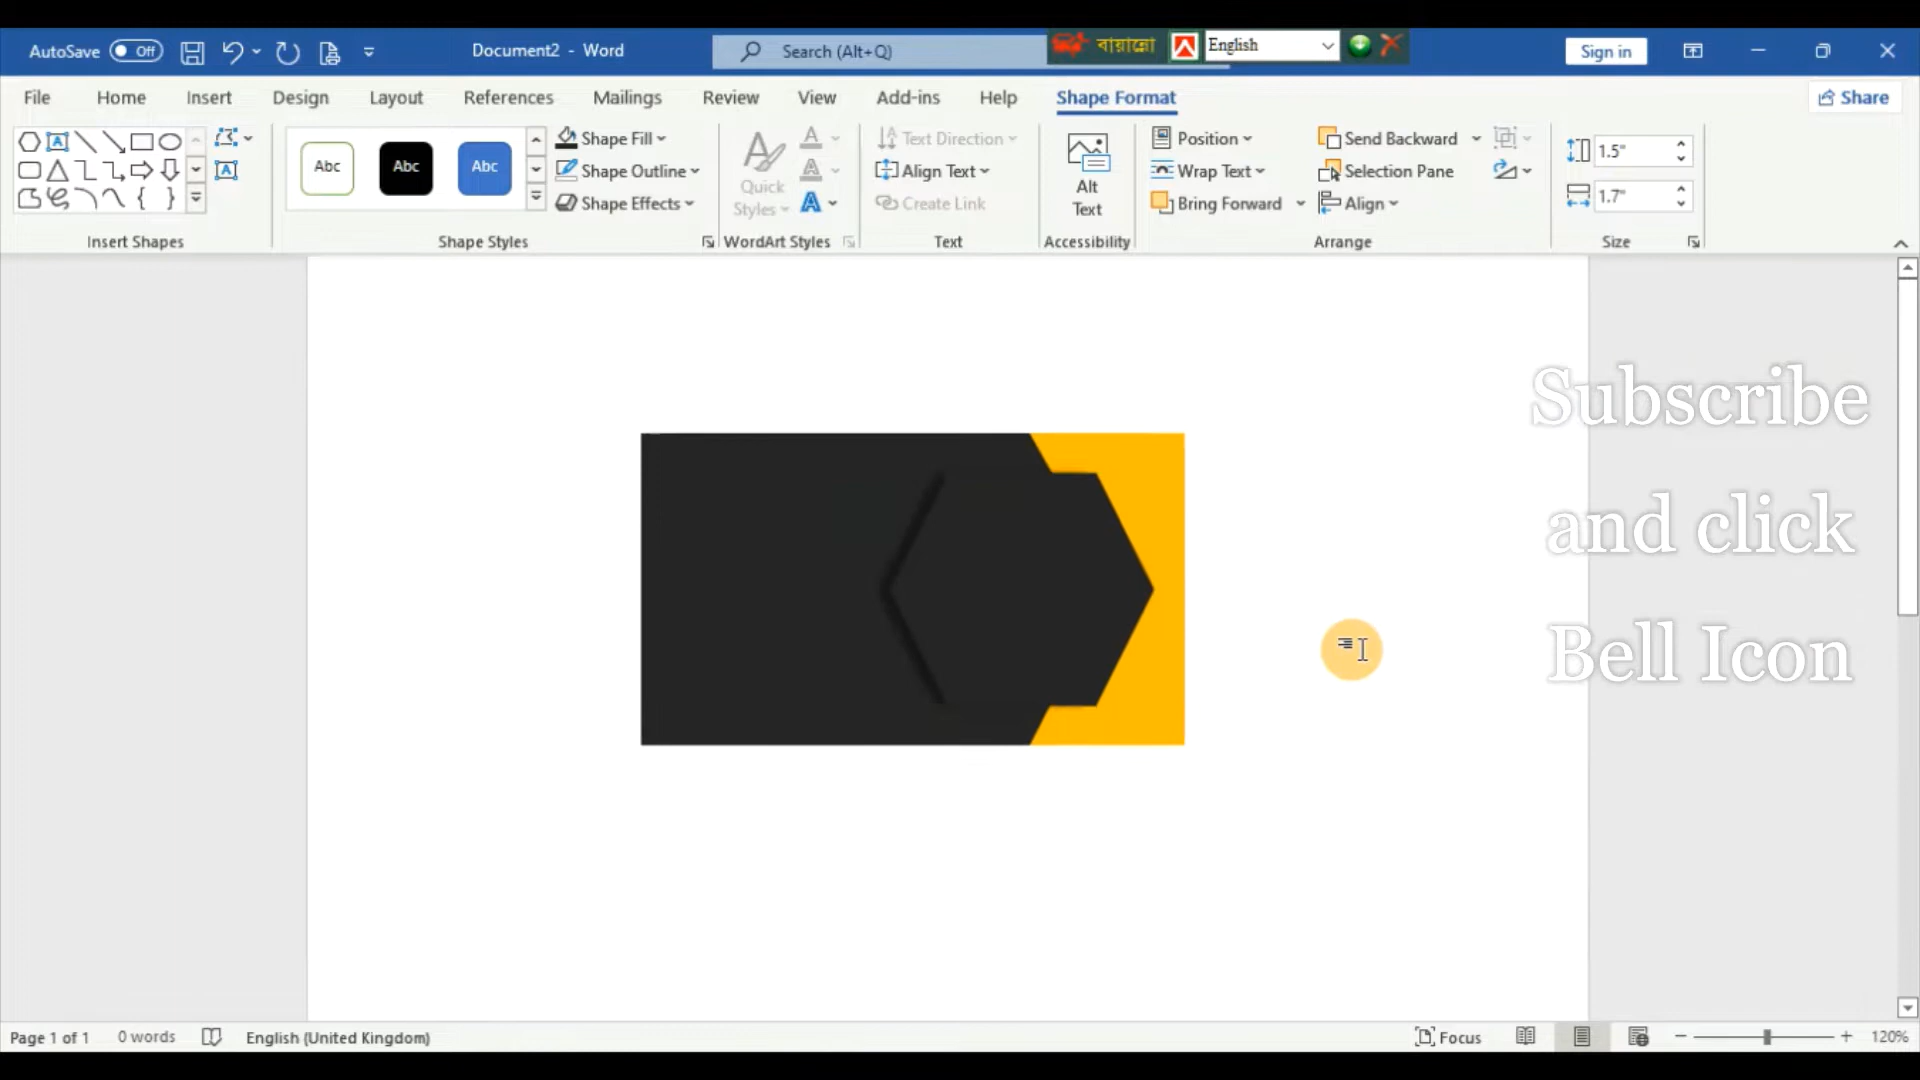 AutoSave Off
Document2 - Word
Search (Alt+Q)
বায়ান্নো
English
Sign in
File Home Insert Design Layout References Mailings Review View Add-ins Help Shape Format
Share
Abc Abc Abc
Shape Fill
Shape Outline
Shape Effects
Quick
Styles
Text Direction
Align Text
Create Link
Alt
Text
Position
Wrap Text
Bring Forward
Send Backward
Selection Pane
Align
1.5"
1.7"
Insert Shapes
Shape Styles
WordArt Styles
Text
Accessibility
Arrange
Size
Subscribe
and click
Bell Icon
Page 1 of 1 0 words English (United Kingdom)
Focus
120%